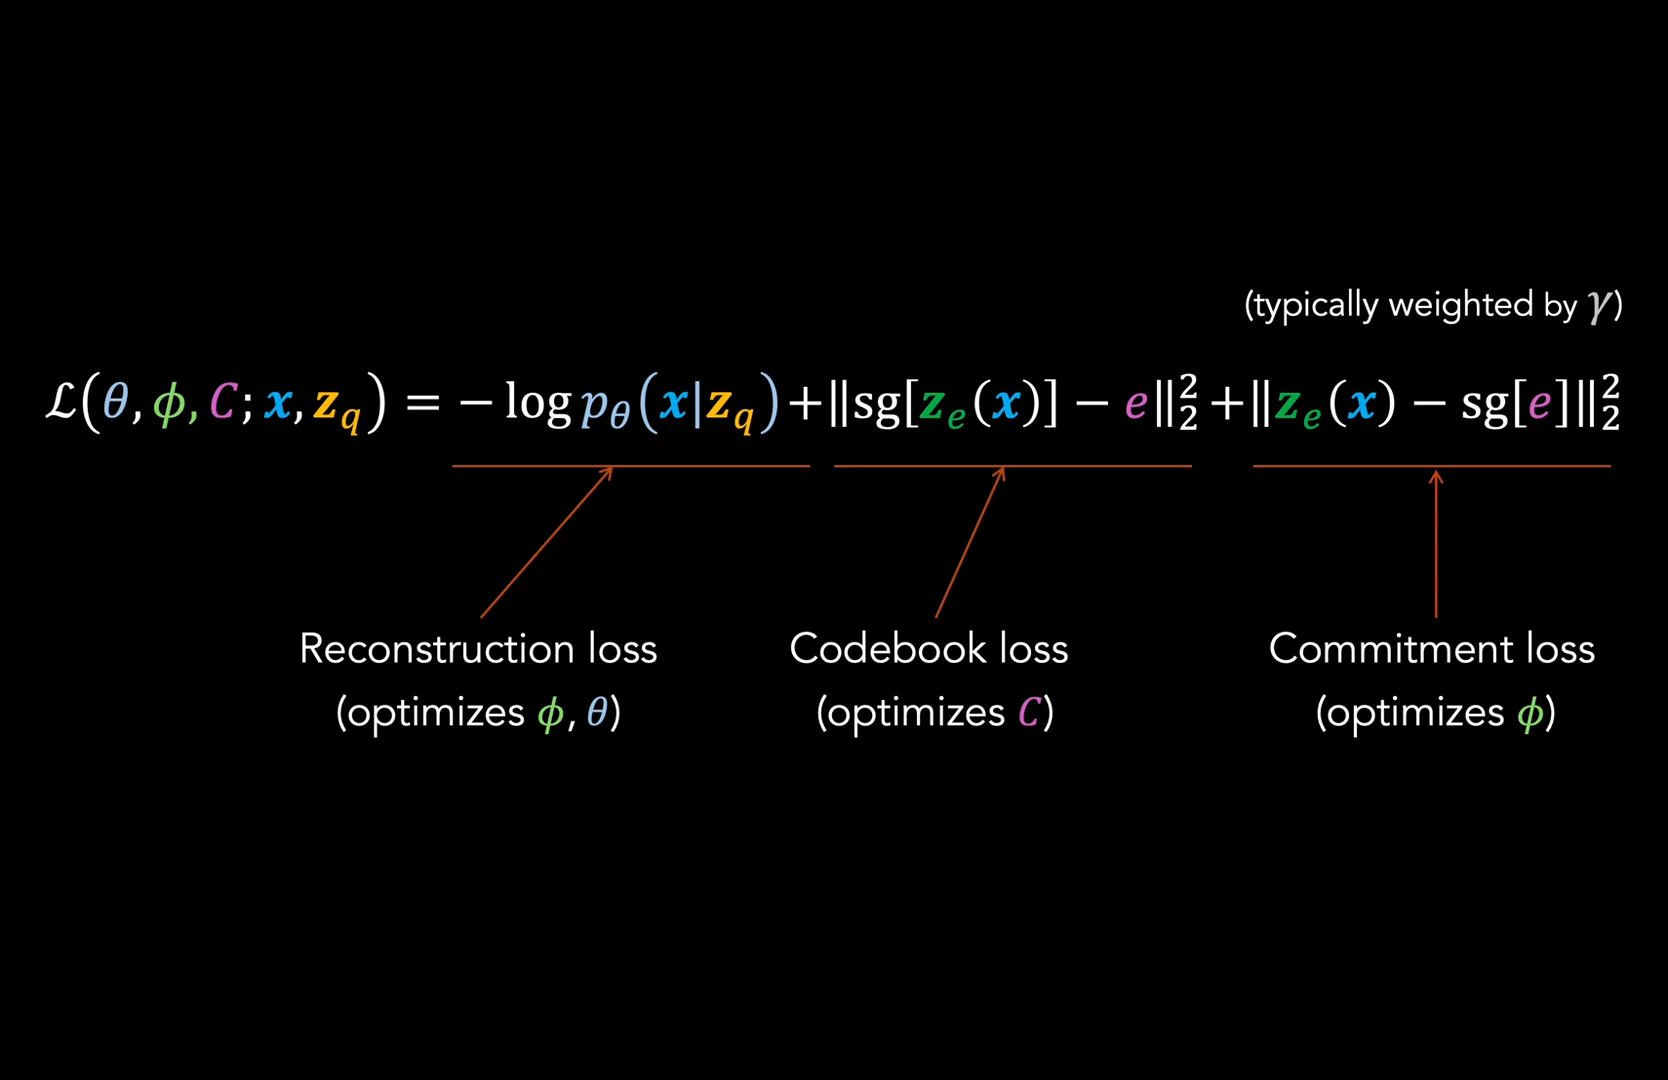 (typically weighted by γ)
ℒ(θ, ϕ, C; x, z_q) = − log p_θ(x|z_q) + ‖sg[z_e(x)] − e‖₂² + ‖z_e(x) − sg[e]‖₂²
Reconstruction loss
(optimizes ϕ, θ)
Codebook loss
(optimizes C)
Commitment loss
(optimizes ϕ)